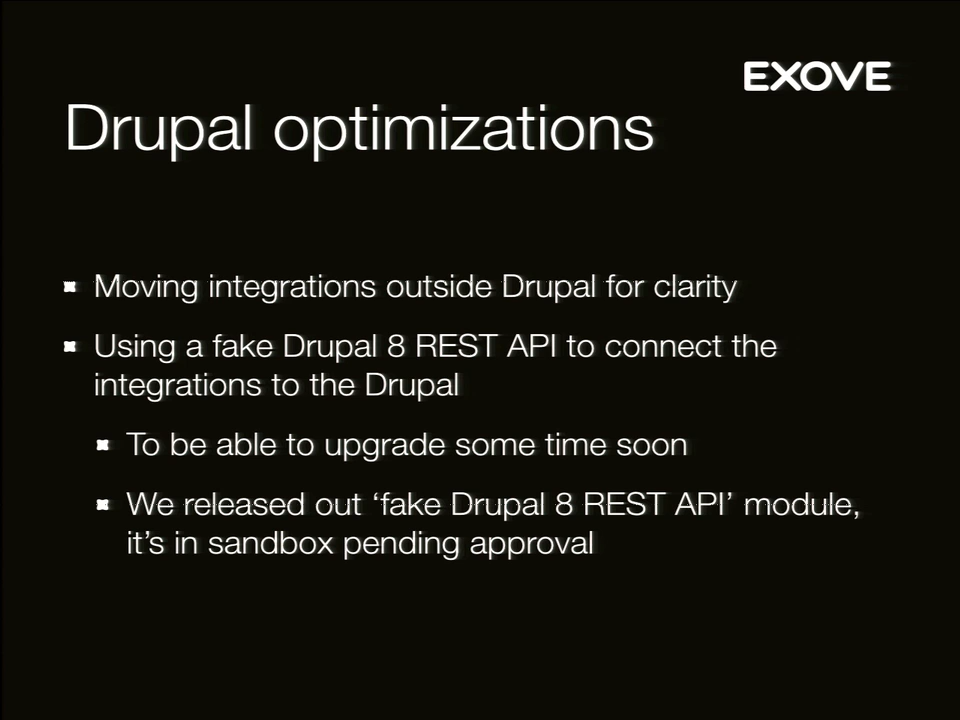 EXOVE
Drupal optimizations
Moving integrations outside Drupal for clarity
Using a fake Drupal 8 REST API to connect the
integrations to the Drupal
To be able to upgrade some time soon
We released out ‘fake Drupal 8 REST API’ module,
it’s in sandbox pending approval